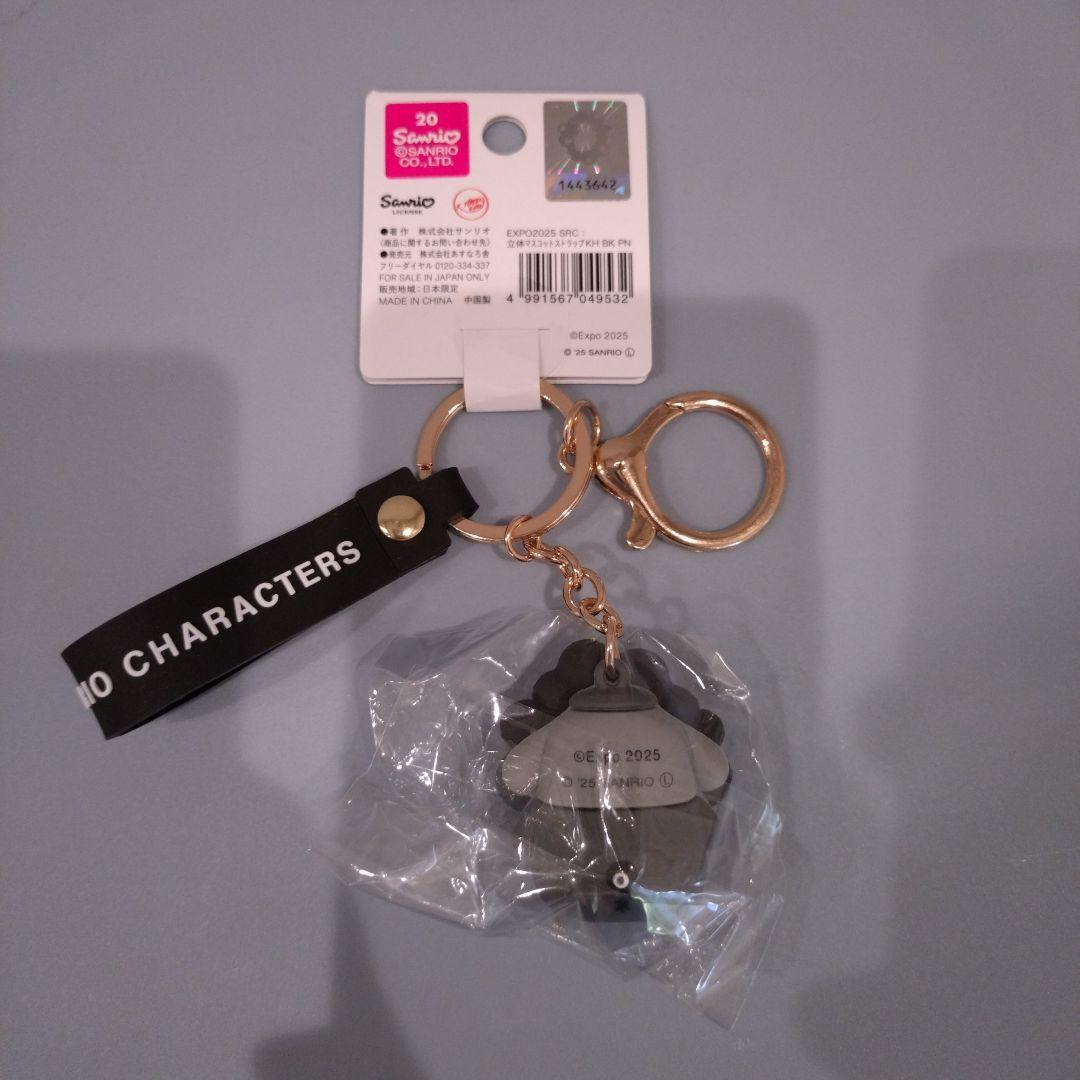 20
Sanrio
©SANRIO
CO.,LTD.
1443642
Sanrio
LICENSE
●著作 株式会社サンリオ
(商品に関するお問い合わせ先)
●発売元 株式会社あすなろ舎
フリーダイヤル 0120-334-337
FOR SALE IN JAPAN ONLY
販売地域:日本限定
MADE IN CHINA 中国製
EXPO2025 SRC:
立体マスコットストラップKH BK PN
4 991567 049532
©Expo 2025
© '25 SANRIO Ⓛ
CHARACTERS
©Expo 2025
© '25 SANRIO Ⓛ